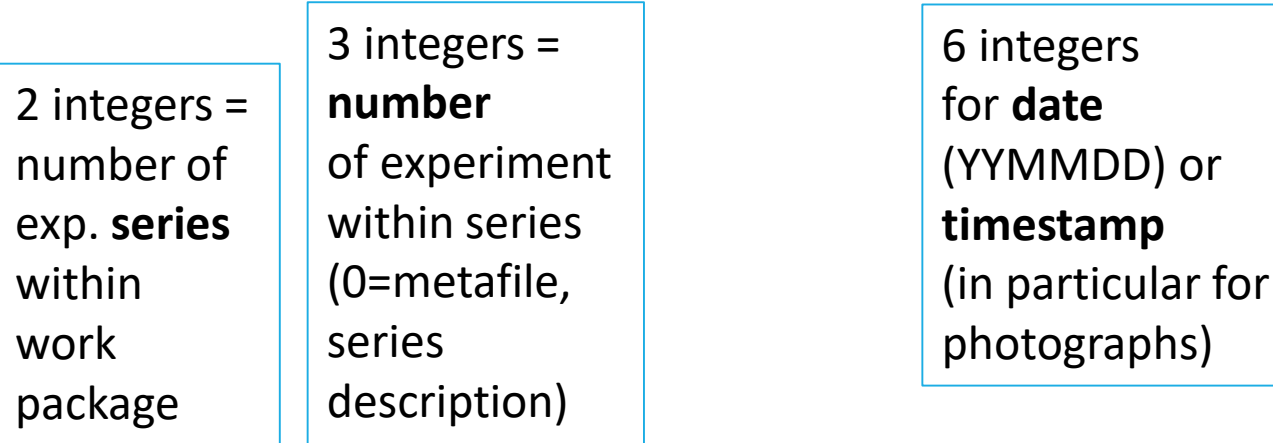 2 integers =
number of
exp. series
within
work
package
3 integers =
number
of experiment
within series
(0=metafile,
series
description)
6 integers
for date
(YYMMDD) or
timestamp
(in particular for
photographs)